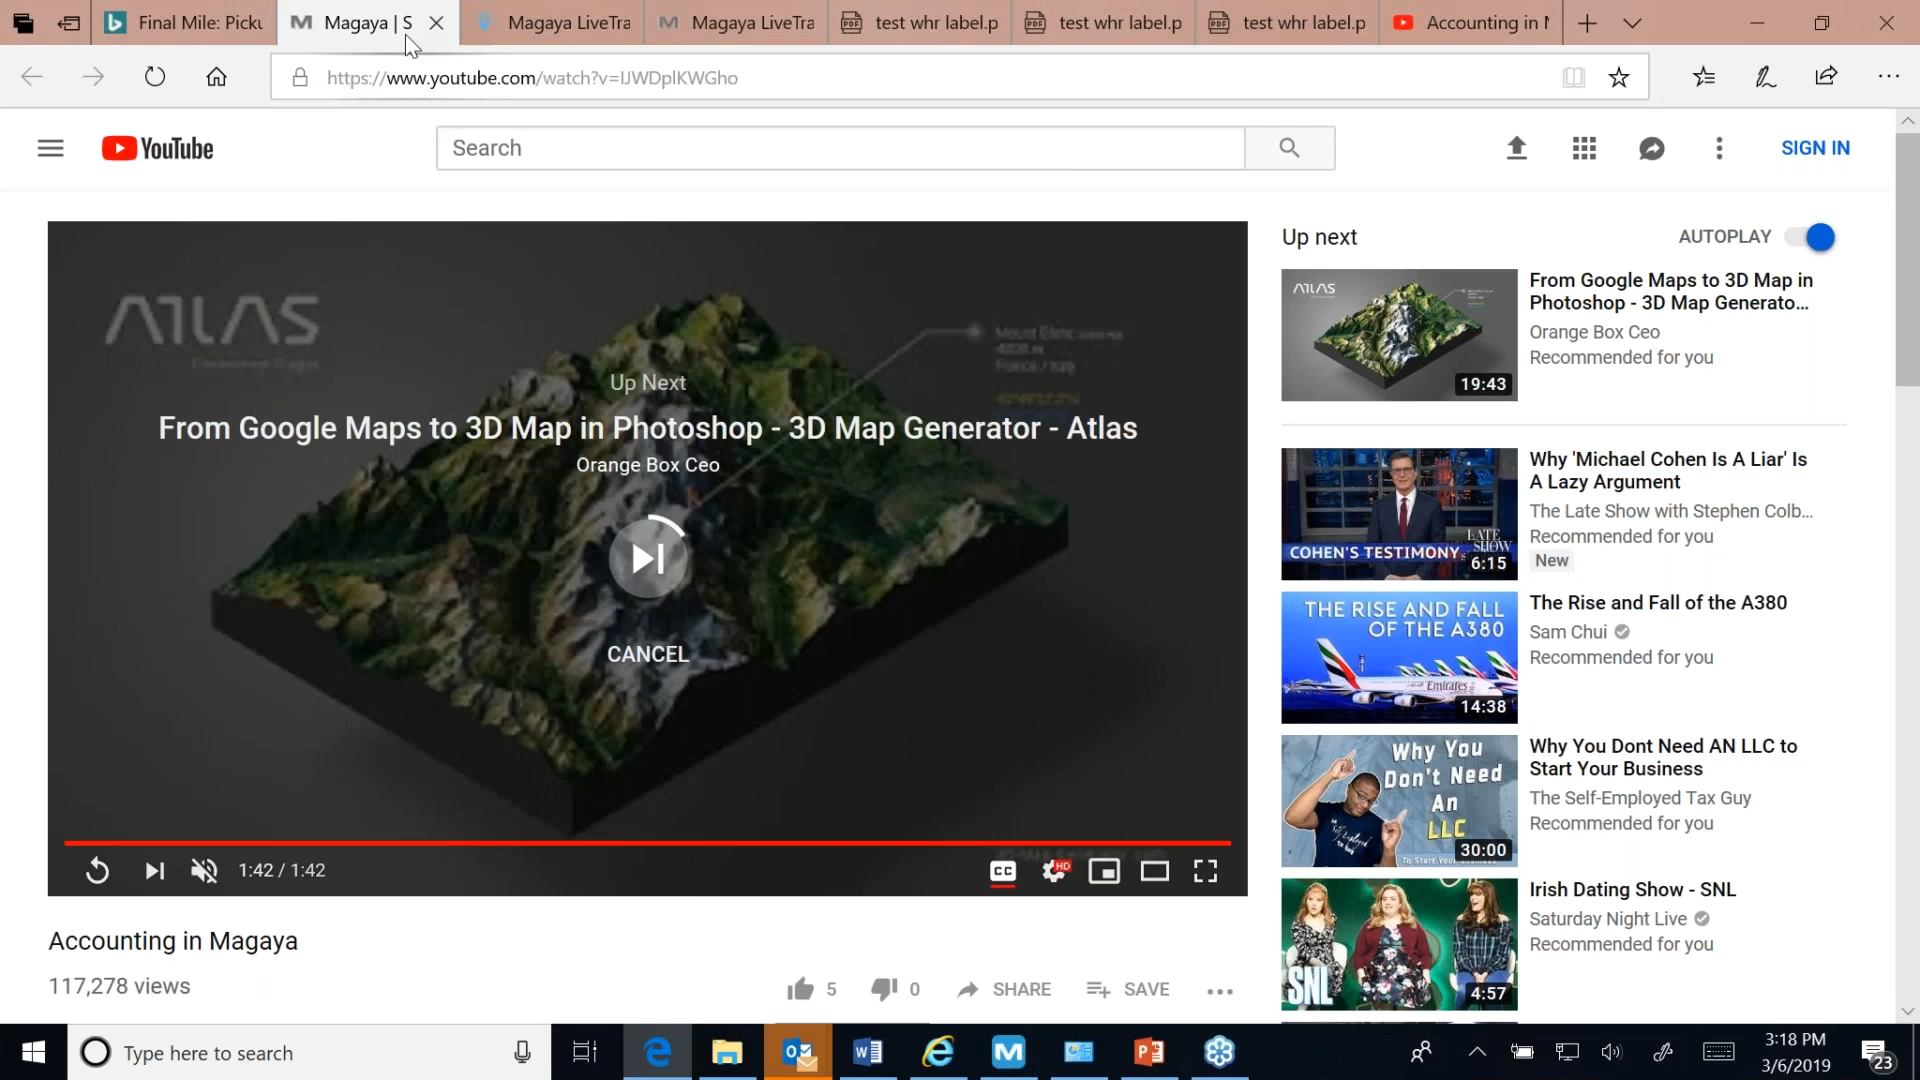 Final Mile: Picku
Magaya | S
Magaya LiveTra
Magaya LiveTra
test whr label.p
test whr label.p
test whr label.p
Accounting in M
https://www.youtube.com/watch?v=IJWDplKWGho
YouTube
Search
SIGN IN
ATLAS
Up Next
From Google Maps to 3D Map in Photoshop - 3D Map Generator - Atlas
Orange Box Ceo
CANCEL
1:42 / 1:42
CC
HD
Accounting in Magaya
117,278 views
5
0
SHARE
SAVE
Up next
AUTOPLAY
ATLAS
19:43
From Google Maps to 3D Map in
Photoshop - 3D Map Generato...
Orange Box Ceo
Recommended for you
COHEN'S TESTIMONY
LATE
SHOW
6:15
Why 'Michael Cohen Is A Liar' Is
A Lazy Argument
The Late Show with Stephen Colb...
Recommended for you
New
THE RISE AND FALL
OF THE A380
Emirates
14:38
The Rise and Fall of the A380
Sam Chui
Recommended for you
Why You
Don't Need
An
LLC
30:00
Why You Dont Need AN LLC to
Start Your Business
The Self-Employed Tax Guy
Recommended for you
SNL
4:57
Irish Dating Show - SNL
Saturday Night Live
Recommended for you
Type here to search
3:18 PM
3/6/2019
23